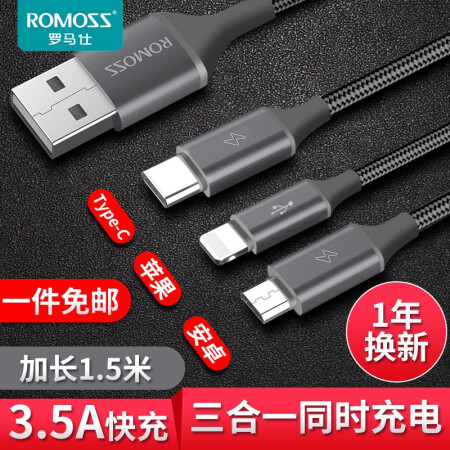 ROMOSS
罗马仕
ROMOSS
Type-C
苹果
安卓
一件免邮
加长1.5米
3.5A快充
三合一同时充电
1年
换新